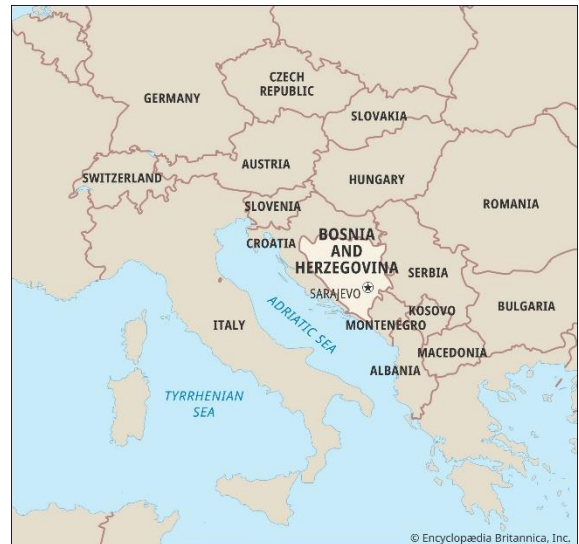 CZECH
REPUBLIC
GERMANY
SLOVAKIA
AUSTRIA
SWITZERLAND
HUNGARY
ROMANIA
SLOVENIA
CROATIA
BOSNIA
AND
HERZEGOVINA
SARAJEVO
SERBIA
KOSOVO
BULGARIA
ITALY
ADRIATIC SEA
MONTENEGRO
MACEDONIA
ALBANIA
TYRRHENIAN
SEA
© Encyclopædia Britannica, Inc.